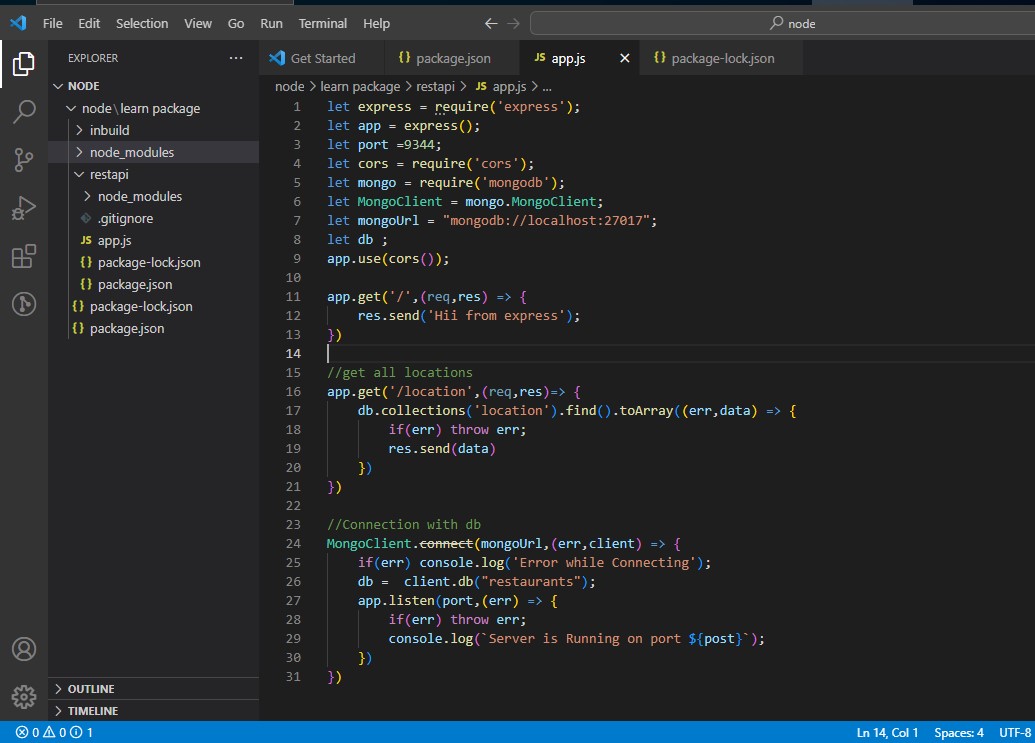 File Edit Selection View Go Run Terminal Help
node
EXPLORER
NODE
node\learn package
inbuild
node_modules
restapi
node_modules
.gitignore
JS app.js
{} package-lock.json
{} package.json
{} package-lock.json
{} package.json
OUTLINE
TIMELINE
Get Started
{} package.json
JS app.js
{} package-lock.json
node > learn package > restapi > JS app.js > ...
1 let express = require('express');
2 let app = express();
3 let port =9344;
4 let cors = require('cors');
5 let mongo = require('mongodb');
6 let MongoClient = mongo.MongoClient;
7 let mongoUrl = "mongodb://localhost:27017";
8 let db ;
9 app.use(cors());
10
11 app.get('/',(req,res) => {
12     res.send('Hii from express');
13 })
14
15 //get all locations
16 app.get('/location',(req,res)=> {
17     db.collections('location').find().toArray((err,data) => {
18         if(err) throw err;
19         res.send(data)
20     })
21 })
22
23 //Connection with db
24 MongoClient.connect(mongoUrl,(err,client) => {
25     if(err) console.log('Error while Connecting');
26     db =  client.db("restaurants");
27     app.listen(port,(err) => {
28         if(err) throw err;
29         console.log(`Server is Running on port ${post}`);
30     })
31 })
0 0 1
Ln 14, Col 1 Spaces: 4 UTF-8